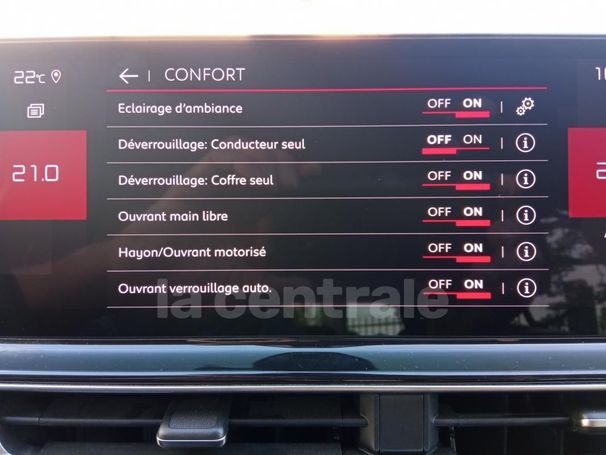 22°C
← | CONFORT
Eclairage d'ambiance OFF ON |
Déverrouillage: Conducteur seul OFF ON | i
Déverrouillage: Coffre seul OFF ON | i
21.0
Ouvrant main libre OFF ON | i
Hayon/Ouvrant motorisé OFF ON | i
Ouvrant verrouillage auto. OFF ON | i
la centrale